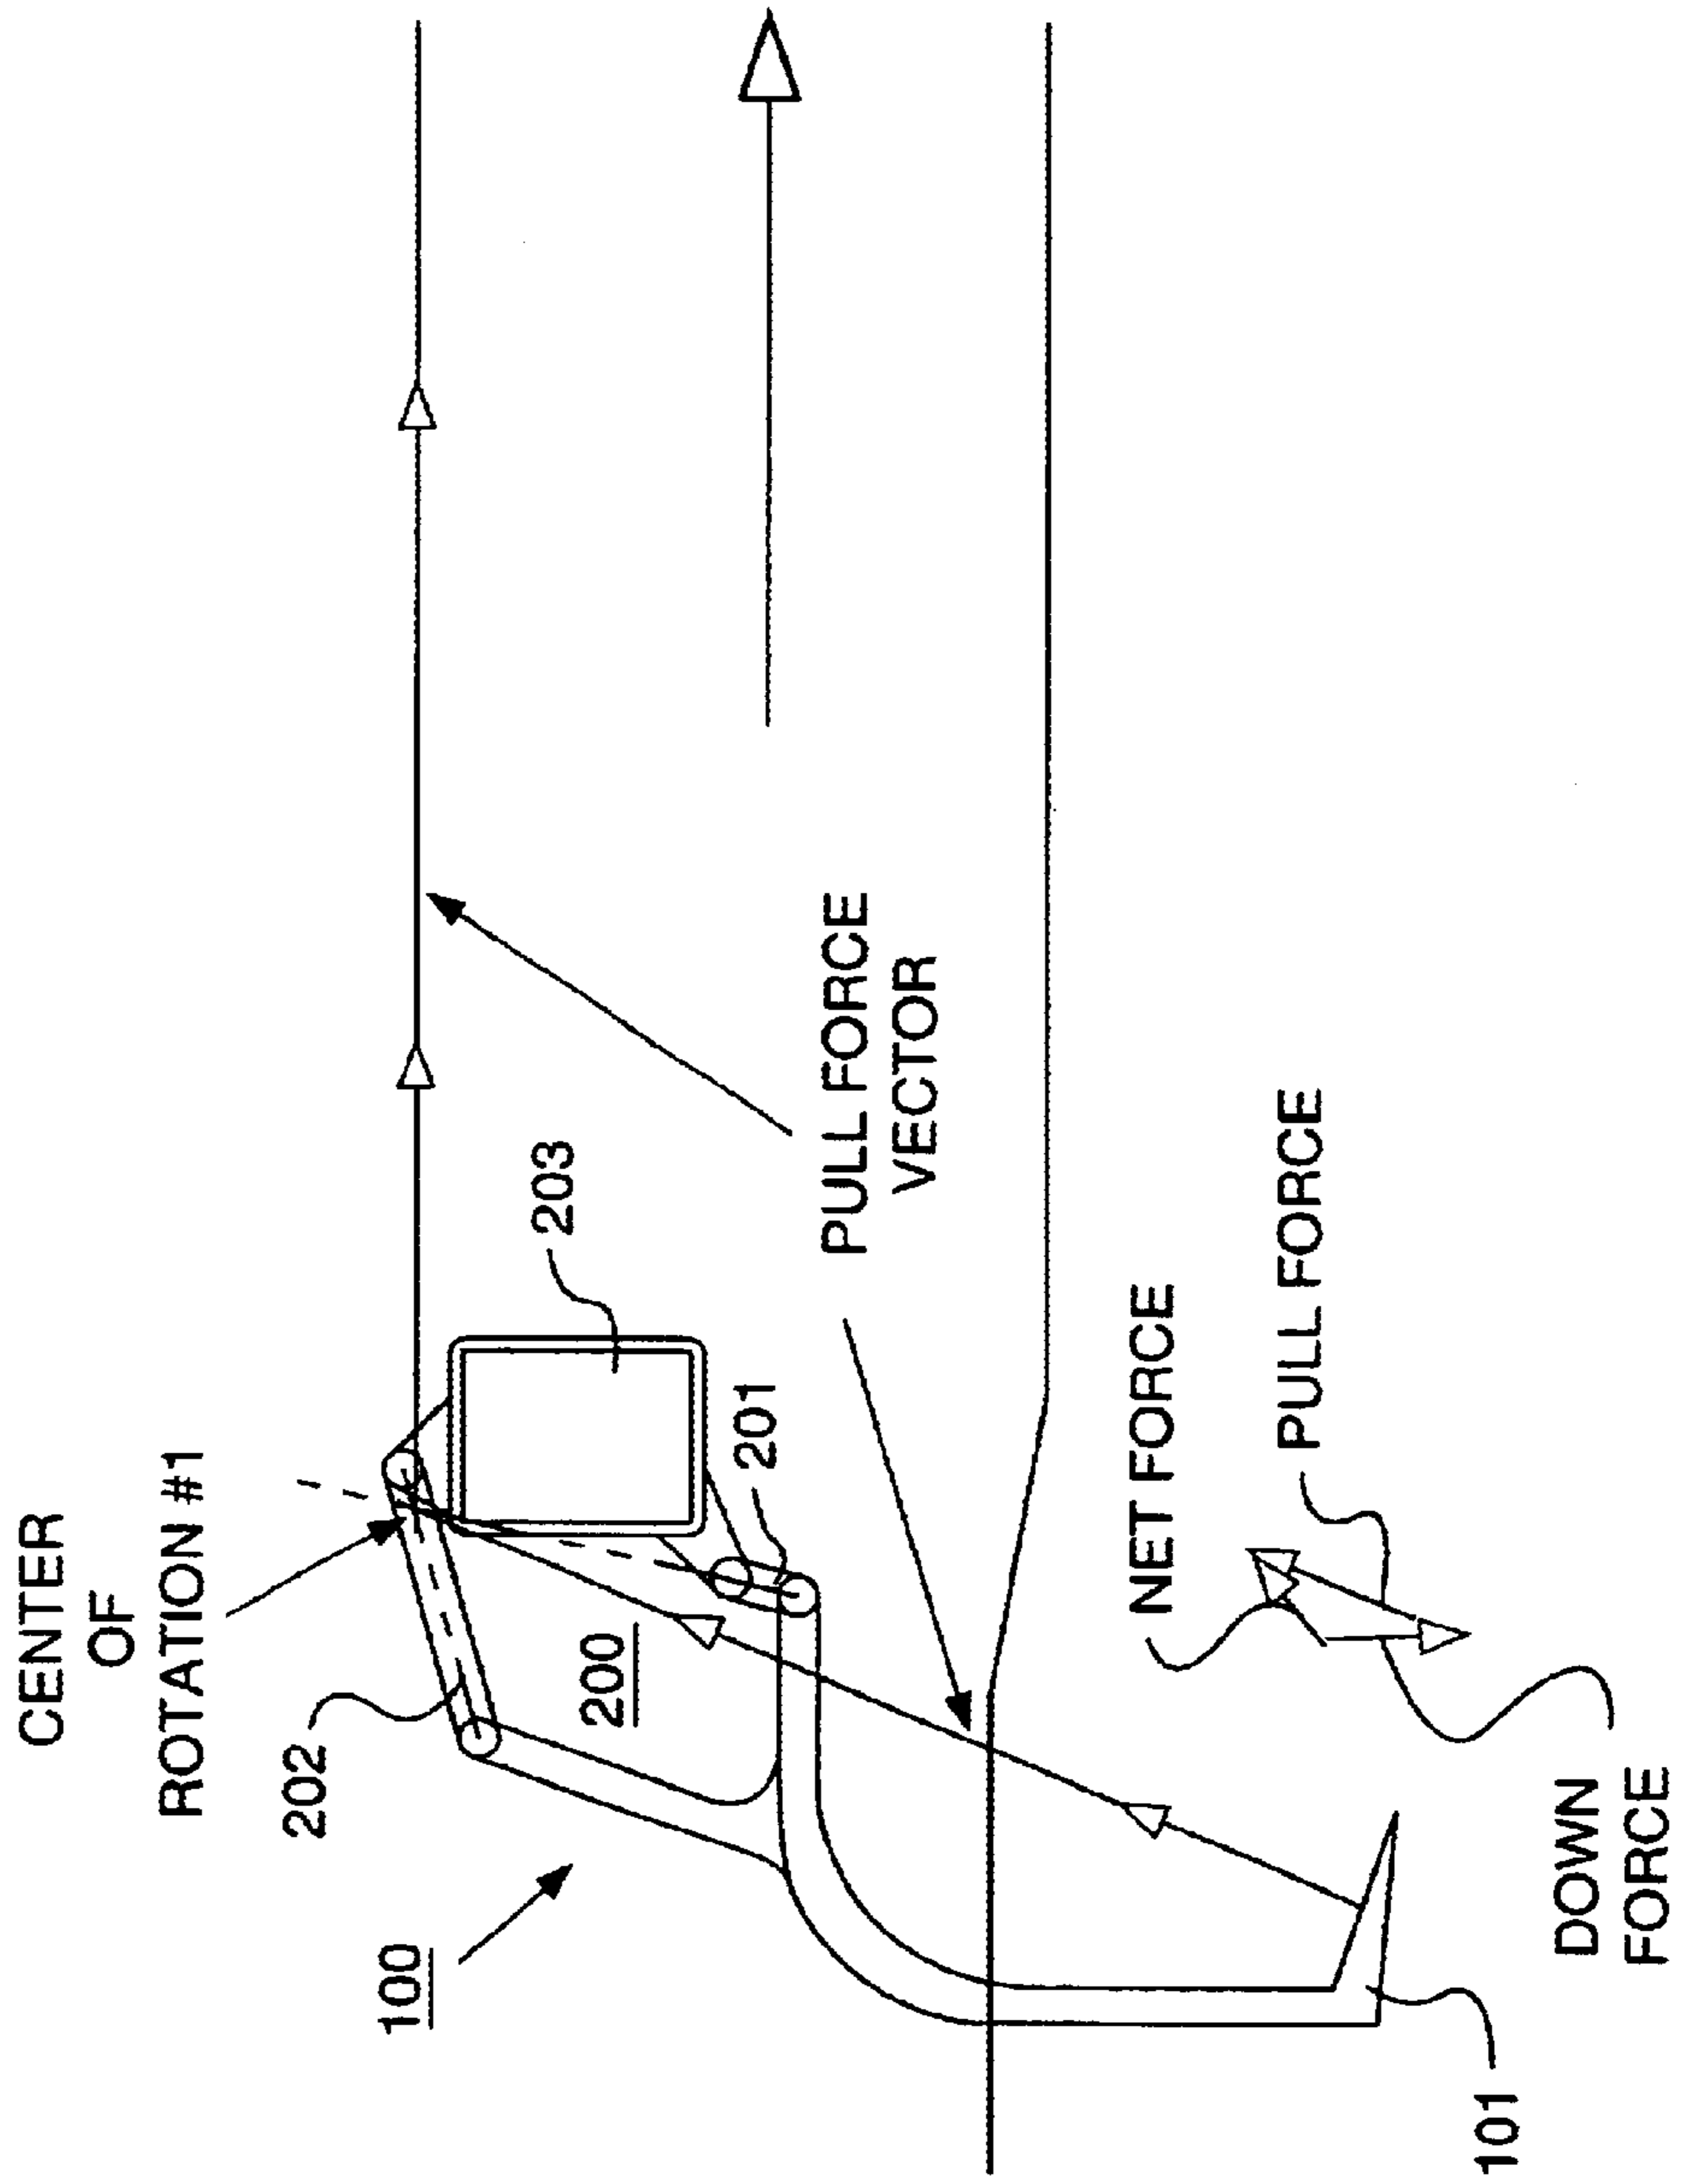 CENTER
OF
ROTATION #1
202
100
200
203
201
PULL FORCE
VECTOR
NET FORCE
PULL FORCE
DOWN
FORCE
101